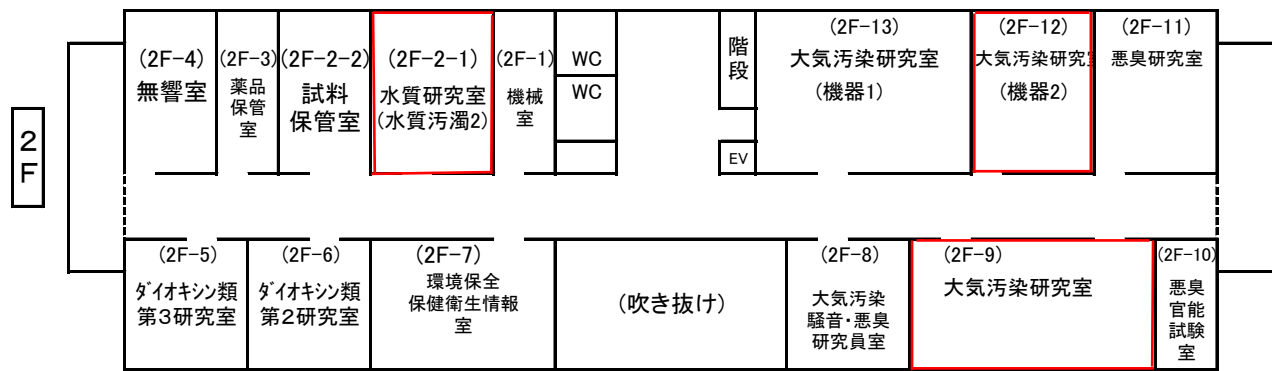 2F
(2F-4)
無響室
(2F-3)
薬品
保管
室
(2F-2-2)
試料
保管室
(2F-2-1)
水質研究室
(水質汚濁2)
(2F-1)
機械
室
WC
WC
階段
EV
(2F-13)
大気汚染研究室
(機器1)
(2F-12)
大気汚染研究室
(機器2)
(2F-11)
悪臭研究室
(2F-5)
ﾀﾞｲｵｷｼﾝ類
第3研究室
(2F-6)
ﾀﾞｲｵｷｼﾝ類
第2研究室
(2F-7)
環境保全
保健衛生情報
室
(吹き抜け)
(2F-8)
大気汚染
騒音・悪臭
研究員室
(2F-9)
大気汚染研究室
(2F-10)
悪臭
官能
試験
室